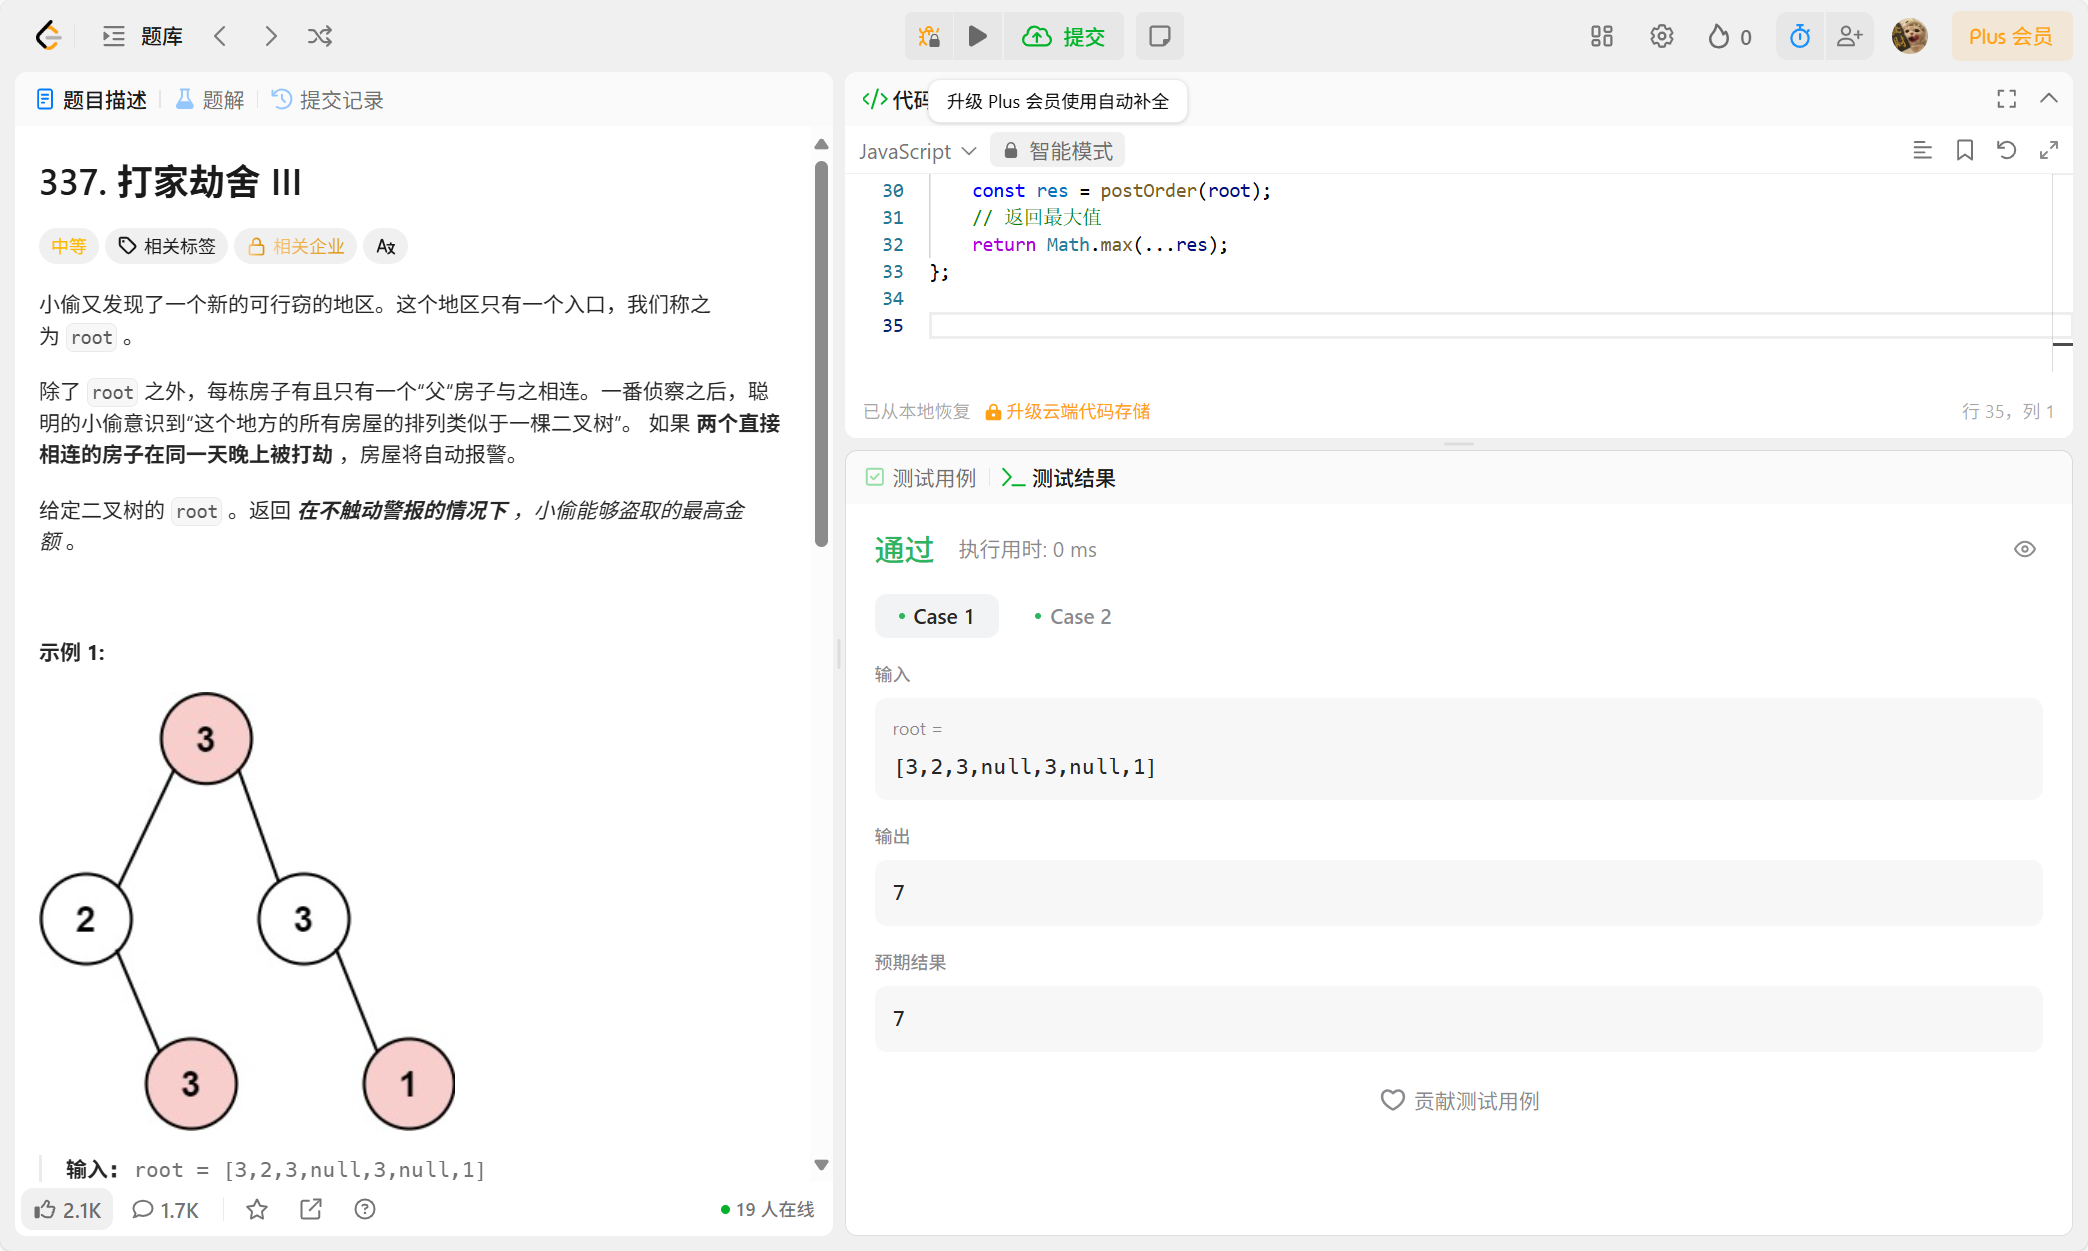 题库
提交
0
Plus 会员
题目描述
题解
提交记录
337. 打家劫舍 III
中等
相关标签
相关企业
小偷又发现了一个新的可行窃的地区。这个地区只有一个入口，我们称之
为 root 。
除了 root 之外，每栋房子有且只有一个“父“房子与之相连。一番侦察之后，聪
明的小偷意识到“这个地方的所有房屋的排列类似于一棵二叉树”。 如果 两个直接
相连的房子在同一天晚上被打劫 ，房屋将自动报警。
给定二叉树的 root 。返回 在不触动警报的情况下 ，小偷能够盗取的最高金
额 。
示例 1:
3
2
3
3
1
输入: root = [3,2,3,null,3,null,1]
2.1K
1.7K
19 人在线
代码
升级 Plus 会员使用自动补全
JavaScript
智能模式
30 const res = postOrder(root);
31 // 返回最大值
32 return Math.max(...res);
33 };
34
35
已从本地恢复
升级云端代码存储
行 35，列 1
测试用例
测试结果
通过
执行用时: 0 ms
Case 1
Case 2
输入
root =
[3,2,3,null,3,null,1]
输出
7
预期结果
7
贡献测试用例